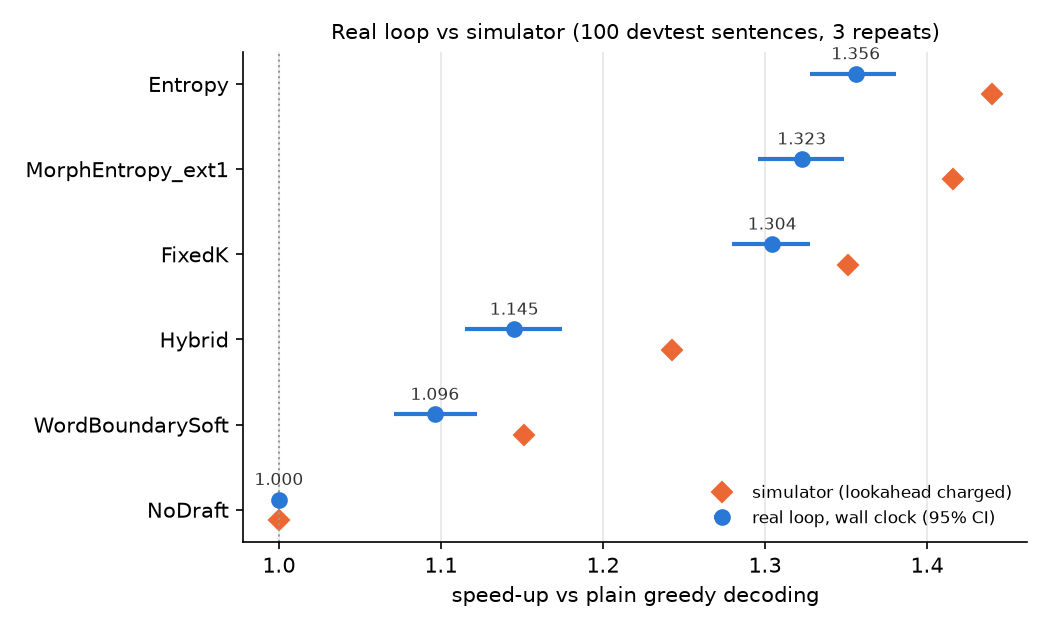 Real loop vs simulator (100 devtest sentences, 3 repeats)
Entropy
1.356
MorphEntropy_ext1
1.323
FixedK
1.304
Hybrid
1.145
WordBoundarySoft
1.096
NoDraft
1.000
simulator (lookahead charged)
real loop, wall clock (95% CI)
1.0 1.1 1.2 1.3 1.4
speed-up vs plain greedy decoding